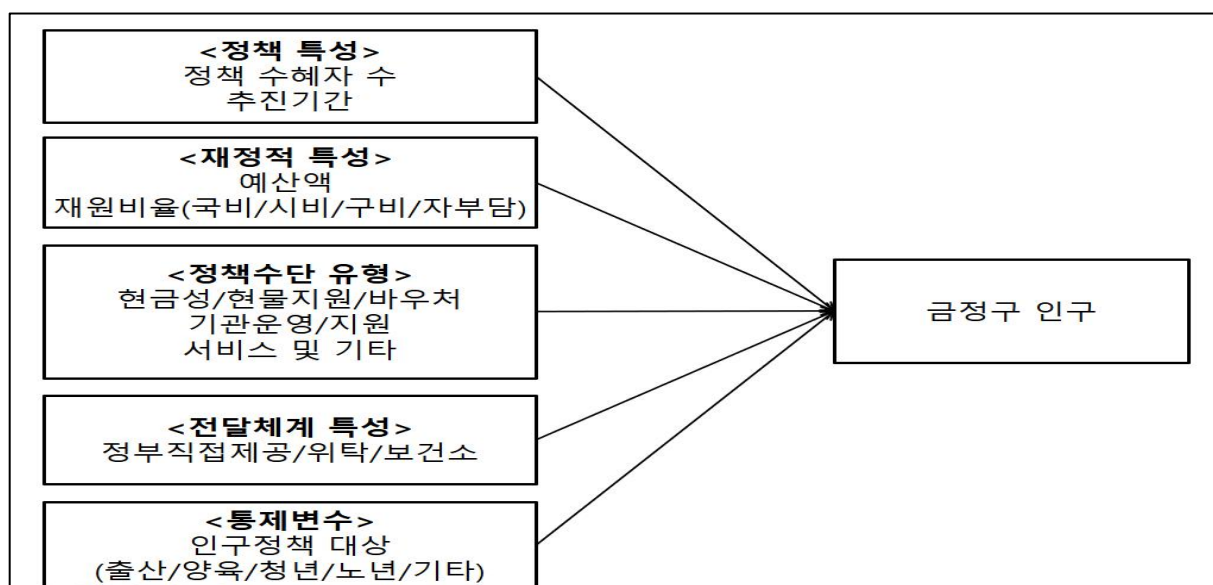 <정책 특성>
정책 수혜자 수
추진기간
<재정적 특성>
예산액
재원비율(국비/시비/구비/자부담)
<정책수단 유형>
현금성/현물지원/바우처
기관운영/지원
서비스 및 기타
<전달체계 특성>
정부직접제공/위탁/보건소
<통제변수>
인구정책 대상
(출산/양육/청년/노년/기타)
금정구 인구